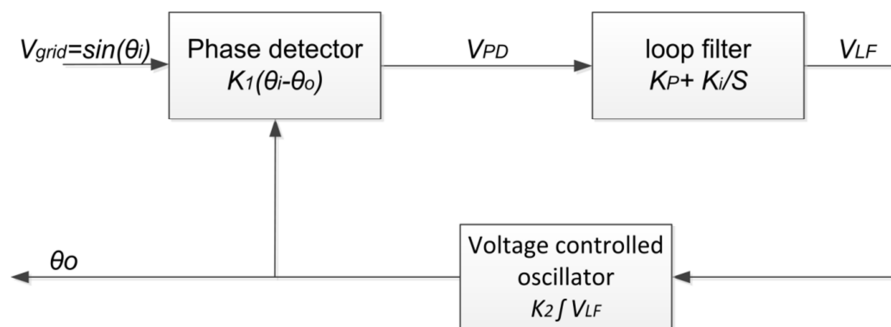 Vgrid=sin(θi)
Phase detector
K1(θi-θo)
VPD
loop filter
KP+ Ki/S
VLF
θo
Voltage controlled
oscillator
K2 ∫ VLF